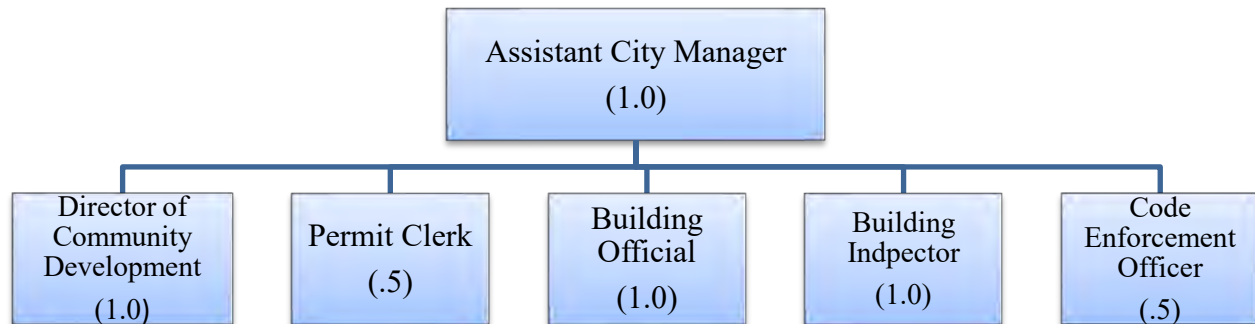 Assistant City Manager
(1.0)
Director of
Community
Development
(1.0)
Permit Clerk
(.5)
Building
Official
(1.0)
Building
Indpector
(1.0)
Code
Enforcement
Officer
(.5)